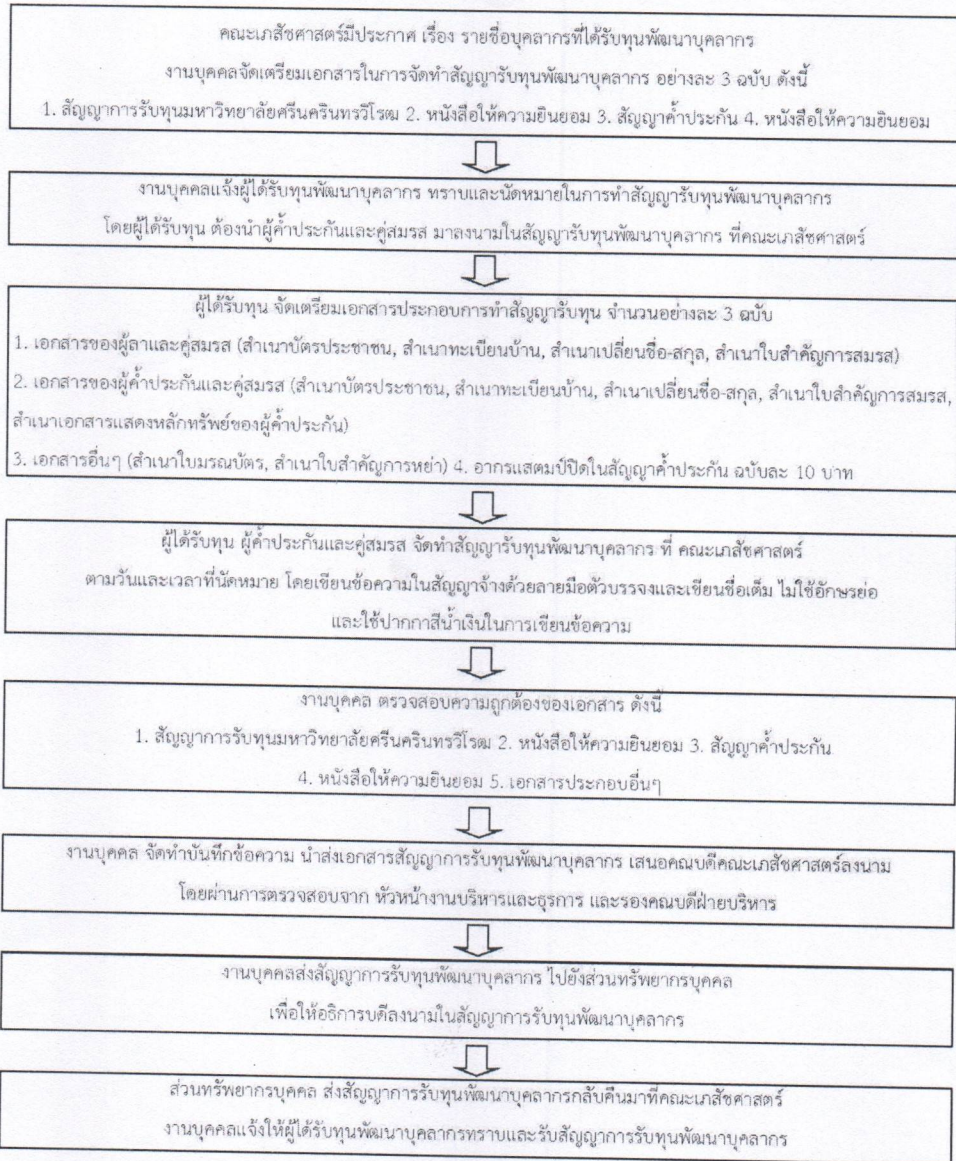 คณะเภสัชศาสตร์มีประกาศ เรื่อง รายชื่อบุคลากรที่ได้รับทุนพัฒนาบุคลากร
งานบุคคลจัดเตรียมเอกสารในการจัดทำสัญญารับทุนพัฒนาบุคลากร อย่างละ 3 ฉบับ ดังนี้
1. สัญญาการรับทุนมหาวิทยาลัยศรีนครินทรวิโรฒ 2. หนังสือให้ความยินยอม 3. สัญญาค้ำประกัน 4. หนังสือให้ความยินยอม
งานบุคคลแจ้งผู้ได้รับทุนพัฒนาบุคลากร ทราบและนัดหมายในการทำสัญญารับทุนพัฒนาบุคลากร
โดยผู้ได้รับทุน ต้องนำผู้ค้ำประกันและคู่สมรส มาลงนามในสัญญารับทุนพัฒนาบุคลากร ที่คณะเภสัชศาสตร์
ผู้ได้รับทุน จัดเตรียมเอกสารประกอบการทำสัญญารับทุน จำนวนอย่างละ 3 ฉบับ
1. เอกสารของผู้ลาและคู่สมรส (สำเนาบัตรประชาชน, สำเนาทะเบียนบ้าน, สำเนาเปลี่ยนชื่อ-สกุล, สำเนาใบสำคัญการสมรส)
2. เอกสารของผู้ค้ำประกันและคู่สมรส (สำเนาบัตรประชาชน, สำเนาทะเบียนบ้าน, สำเนาเปลี่ยนชื่อ-สกุล, สำเนาใบสำคัญการสมรส,
สำเนาเอกสารแสดงหลักทรัพย์ของผู้ค้ำประกัน)
3. เอกสารอื่นๆ (สำเนาใบมรณบัตร, สำเนาใบสำคัญการหย่า) 4. อากรแสตมป์ปิดในสัญญาค้ำประกัน ฉบับละ 10 บาท
ผู้ได้รับทุน ผู้ค้ำประกันและคู่สมรส จัดทำสัญญารับทุนพัฒนาบุคลากร ที่ คณะเภสัชศาสตร์
ตามวันและเวลาที่นัดหมาย โดยเขียนข้อความในสัญญาจ้างด้วยลายมือตัวบรรจงและเขียนชื่อเต็ม ไม่ใช้อักษรย่อ
และใช้ปากกาสีน้ำเงินในการเขียนข้อความ
งานบุคคล ตรวจสอบความถูกต้องของเอกสาร ดังนี้
1. สัญญาการรับทุนมหาวิทยาลัยศรีนครินทรวิโรฒ 2. หนังสือให้ความยินยอม 3. สัญญาค้ำประกัน
4. หนังสือให้ความยินยอม 5. เอกสารประกอบอื่นๆ
งานบุคคล จัดทำบันทึกข้อความ นำส่งเอกสารสัญญาการรับทุนพัฒนาบุคลากร เสนอคณบดีคณะเภสัชศาสตร์ลงนาม
โดยผ่านการตรวจสอบจาก หัวหน้างานบริหารและธุรการ และรองคณบดีฝ่ายบริหาร
งานบุคคลส่งสัญญาการรับทุนพัฒนาบุคลากร ไปยังส่วนทรัพยากรบุคคล
เพื่อให้อธิการบดีลงนามในสัญญาการรับทุนพัฒนาบุคลากร
ส่วนทรัพยากรบุคคล ส่งสัญญาการรับทุนพัฒนาบุคลากรกลับคืนมาที่คณะเภสัชศาสตร์
งานบุคคลแจ้งให้ผู้ได้รับทุนพัฒนาบุคลากรทราบและรับสัญญาการรับทุนพัฒนาบุคลากร